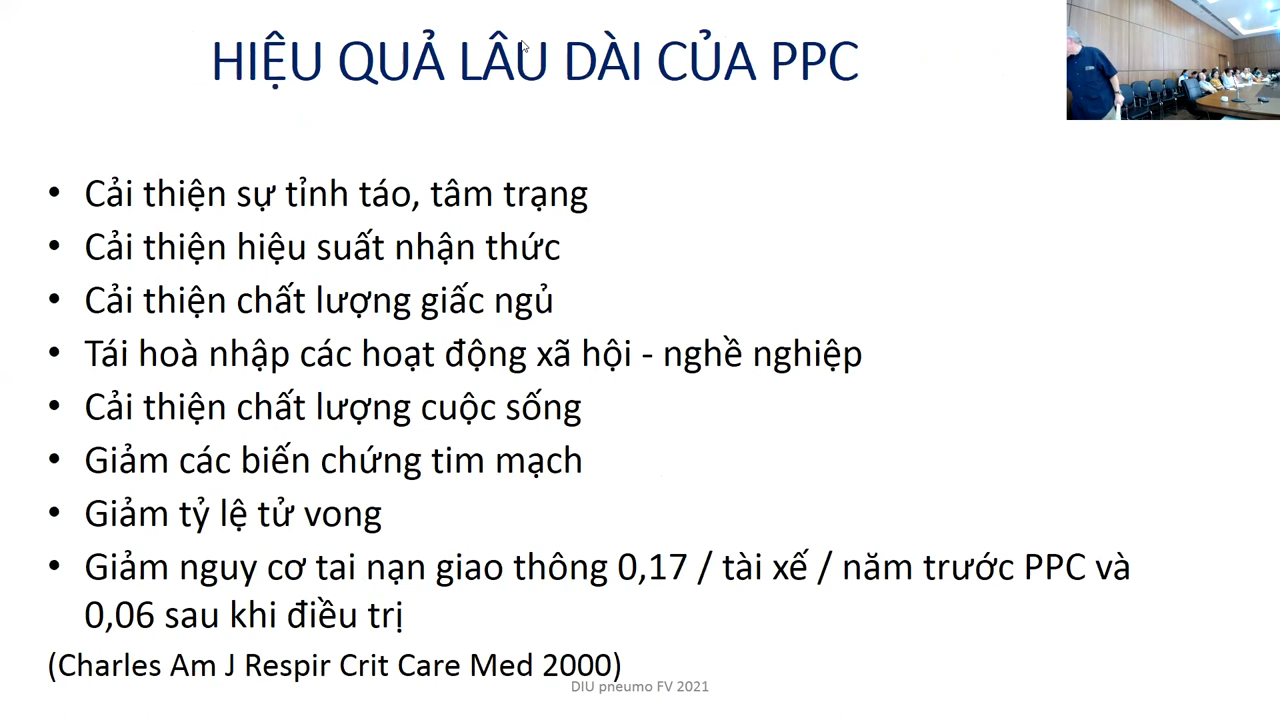 HIỆU QUẢ LÂU DÀI CỦA PPC
• Cải thiện sự tỉnh táo, tâm trạng
• Cải thiện hiệu suất nhận thức
• Cải thiện chất lượng giấc ngủ
• Tái hoà nhập các hoạt động xã hội - nghề nghiệp
• Cải thiện chất lượng cuộc sống
• Giảm các biến chứng tim mạch
• Giảm tỷ lệ tử vong
• Giảm nguy cơ tai nạn giao thông 0,17 / tài xế / năm trước PPC và
0,06 sau khi điều trị
(Charles Am J Respir Crit Care Med 2000)
DIU pneumo FV 2021